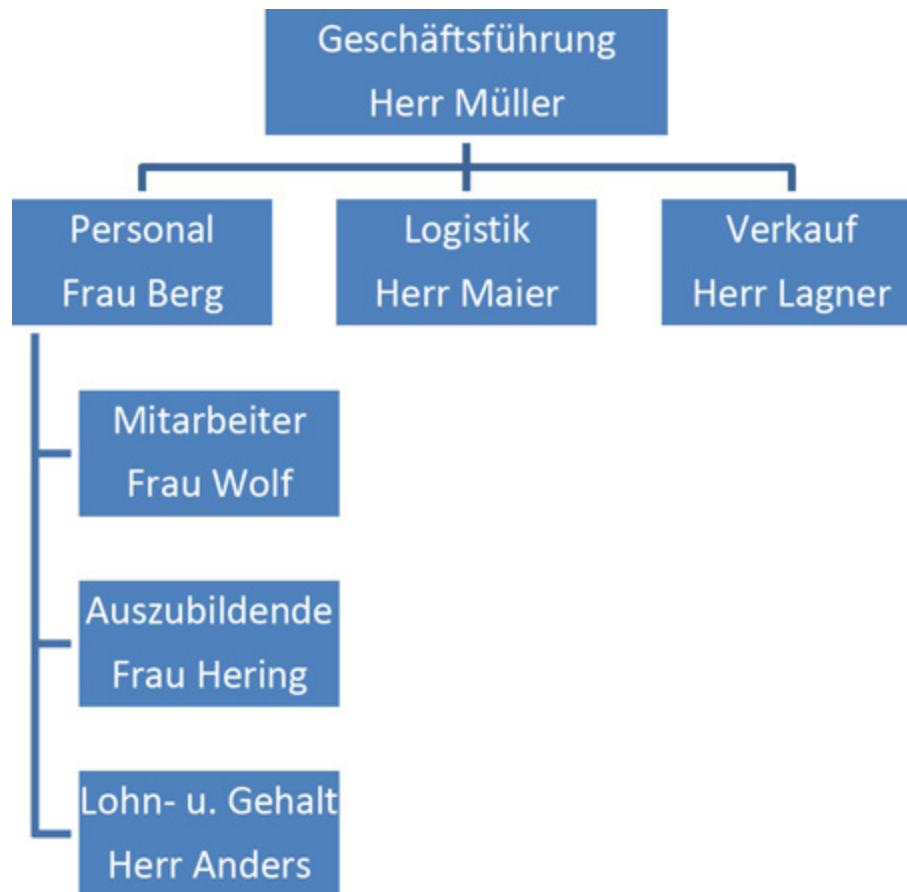 Geschäftsführung
Herr Müller
Personal
Frau Berg
Logistik
Herr Maier
Verkauf
Herr Lagner
Mitarbeiter
Frau Wolf
Auszubildende
Frau Hering
Lohn- u. Gehalt
Herr Anders